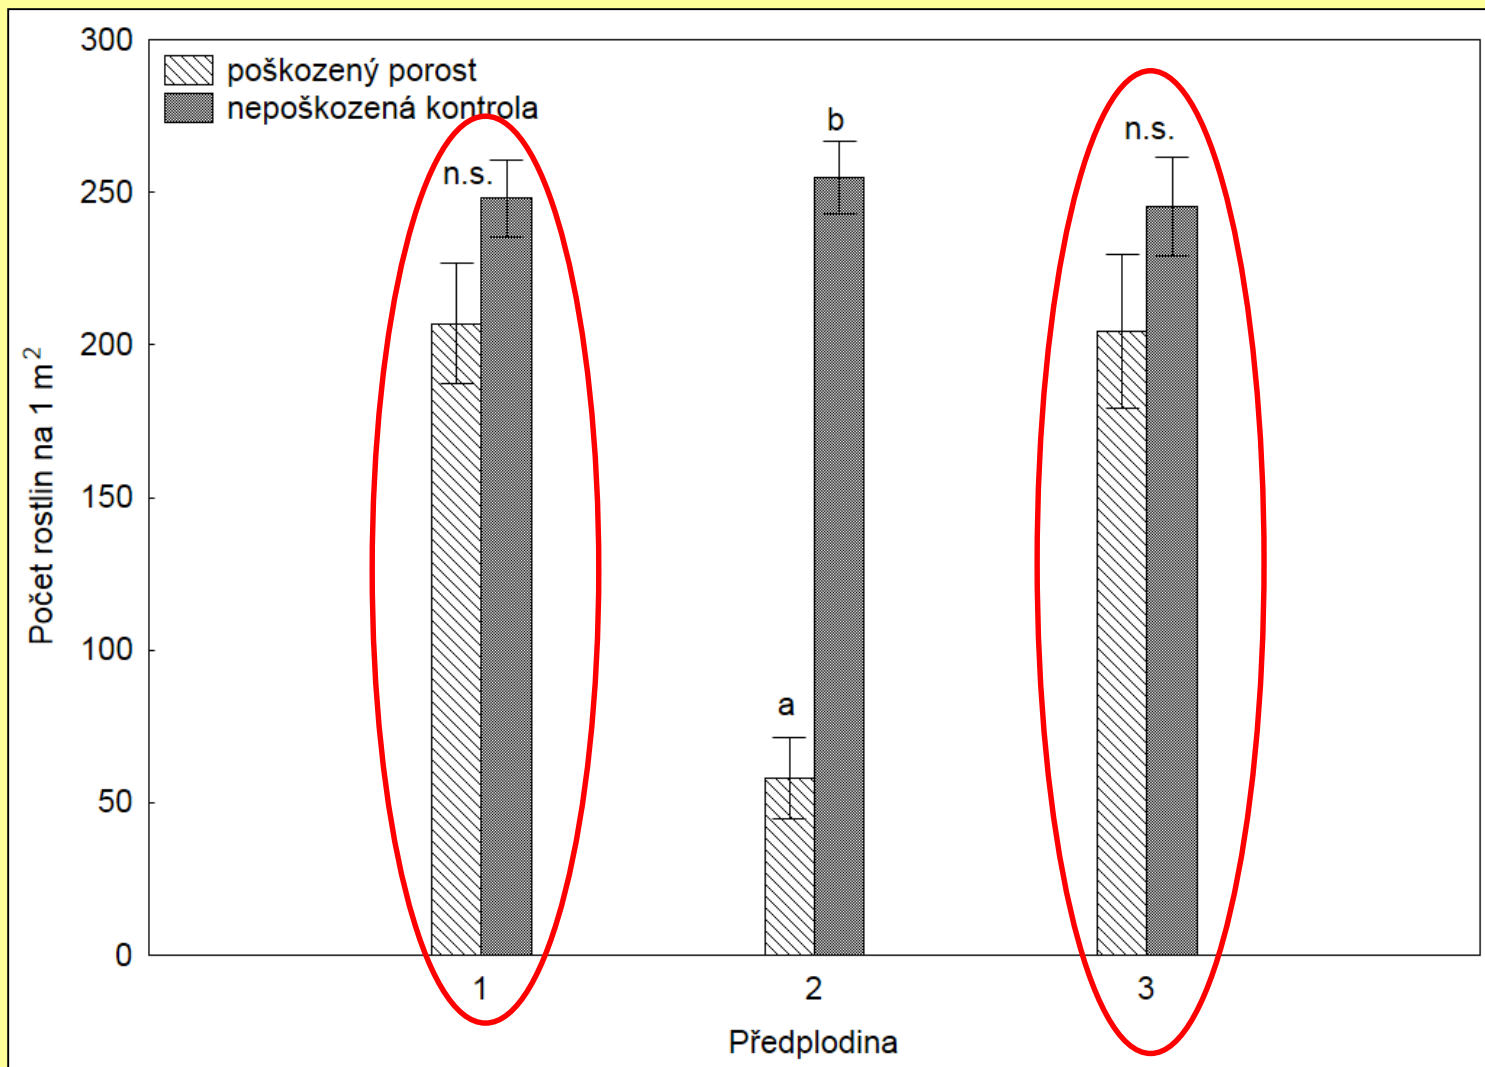 300
poškozený porost
nepoškozená kontrola
b
n.s.
n.s.
250
200
Počet rostlin na 1 m²
150
100
a
50
0
1 2 3
Předplodina